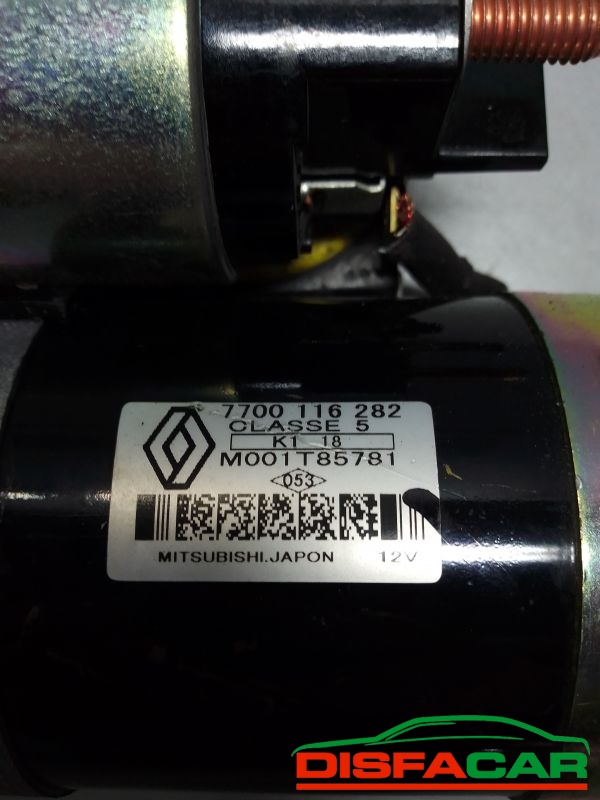 7700 116 282
CLASSE 5
K1 18
M001T85781
053
MITSUBISHI.JAPON 12V
DISFACAR